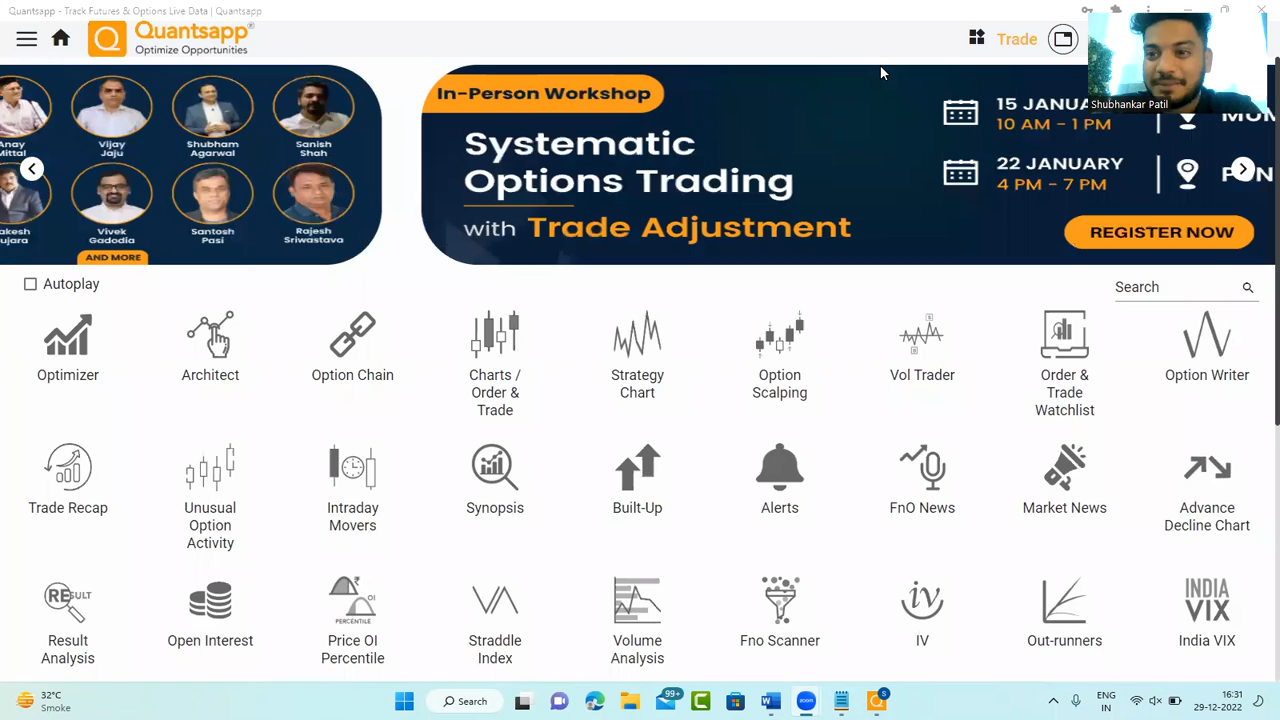 Quantsapp - Track Futures & Options Live Data | Quantsapp
Quantsapp
Optimize Opportunities
Trade
Shubhankar Patil
Mittal
Vijay
Jaju
Shubham
Agarwal
Sanish
Shah
Vivek
Gadodia
Santosh
Pasi
Rajesh
Sriwastava
AND MORE
In-Person Workshop
Systematic
Options Trading
with Trade Adjustment
15
10 AM - 1 PM
22 JANUARY
4 PM - 7 PM
REGISTER NOW
Autoplay
Search
Optimizer
Architect
Option Chain
Charts /
Order &
Trade
Strategy
Chart
Option
Scalping
Vol Trader
Order &
Trade
Watchlist
Option Writer
Trade Recap
Unusual
Option
Activity
Intraday
Movers
Synopsis
Built-Up
Alerts
FnO News
Market News
Advance
Decline Chart
RESULT
Result
Analysis
Open Interest
₹
OI
PERCENTILE
Price OI
Percentile
Straddle
Index
Volume
Analysis
Fno Scanner
iv
IV
Out-runners
INDIA
VIX
India VIX
32°C
Smoke
Search
99+
zoom
S
ENG
IN
16:31
29-12-2022